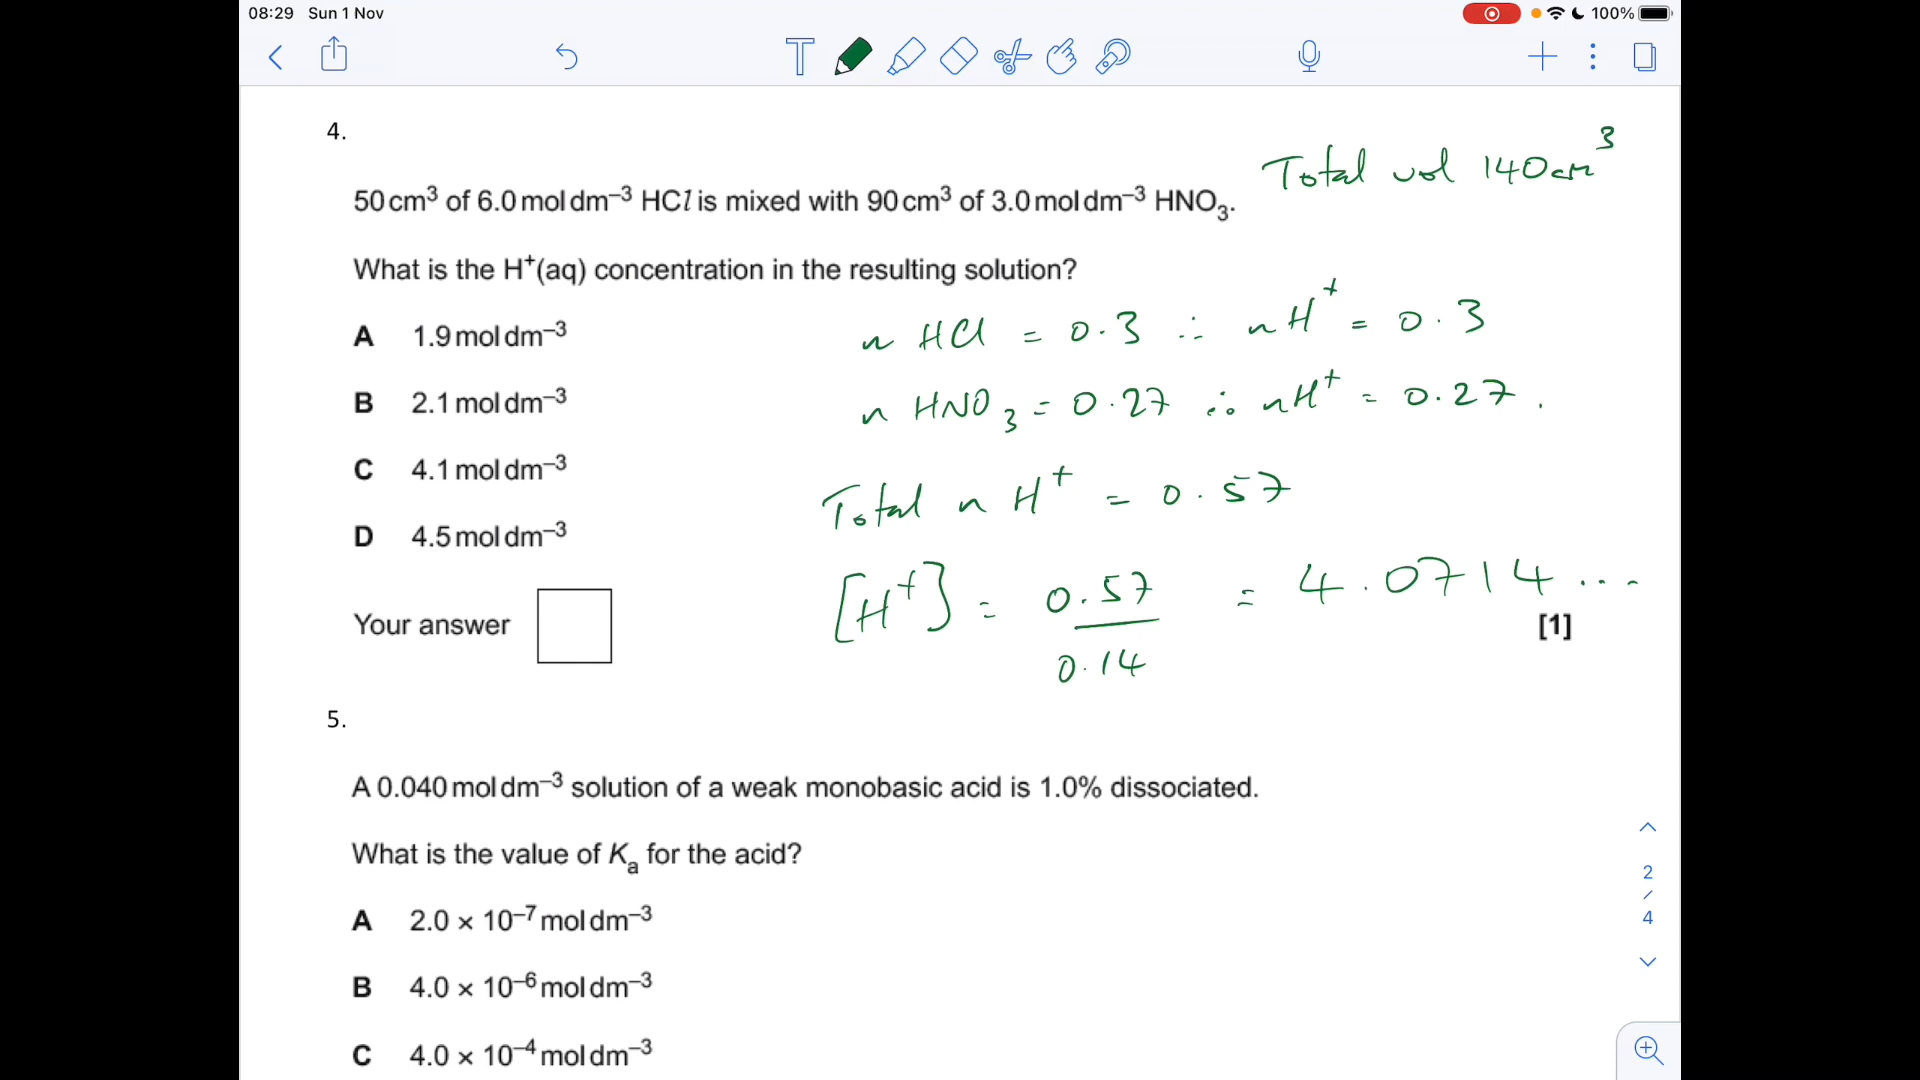 08:29 Sun 1 Nov 100%
4.
Total vol 140cm³
50 cm³ of 6.0 mol dm⁻³ HCl is mixed with 90 cm³ of 3.0 mol dm⁻³ HNO₃.
What is the H⁺(aq) concentration in the resulting solution?
A 1.9 mol dm⁻³
n HCl = 0.3 ∴ nH⁺ = 0.3
B 2.1 mol dm⁻³
n HNO₃ = 0.27 ∴ nH⁺ = 0.27.
C 4.1 mol dm⁻³
Total n H⁺ = 0.57
D 4.5 mol dm⁻³
[H⁺] = 0.57 = 4.0714...
0.14
Your answer
[1]
5.
A 0.040 mol dm⁻³ solution of a weak monobasic acid is 1.0% dissociated.
What is the value of Kₐ for the acid?
A 2.0 × 10⁻⁷ mol dm⁻³
B 4.0 × 10⁻⁶ mol dm⁻³
C 4.0 × 10⁻⁴ mol dm⁻³
2
/
4